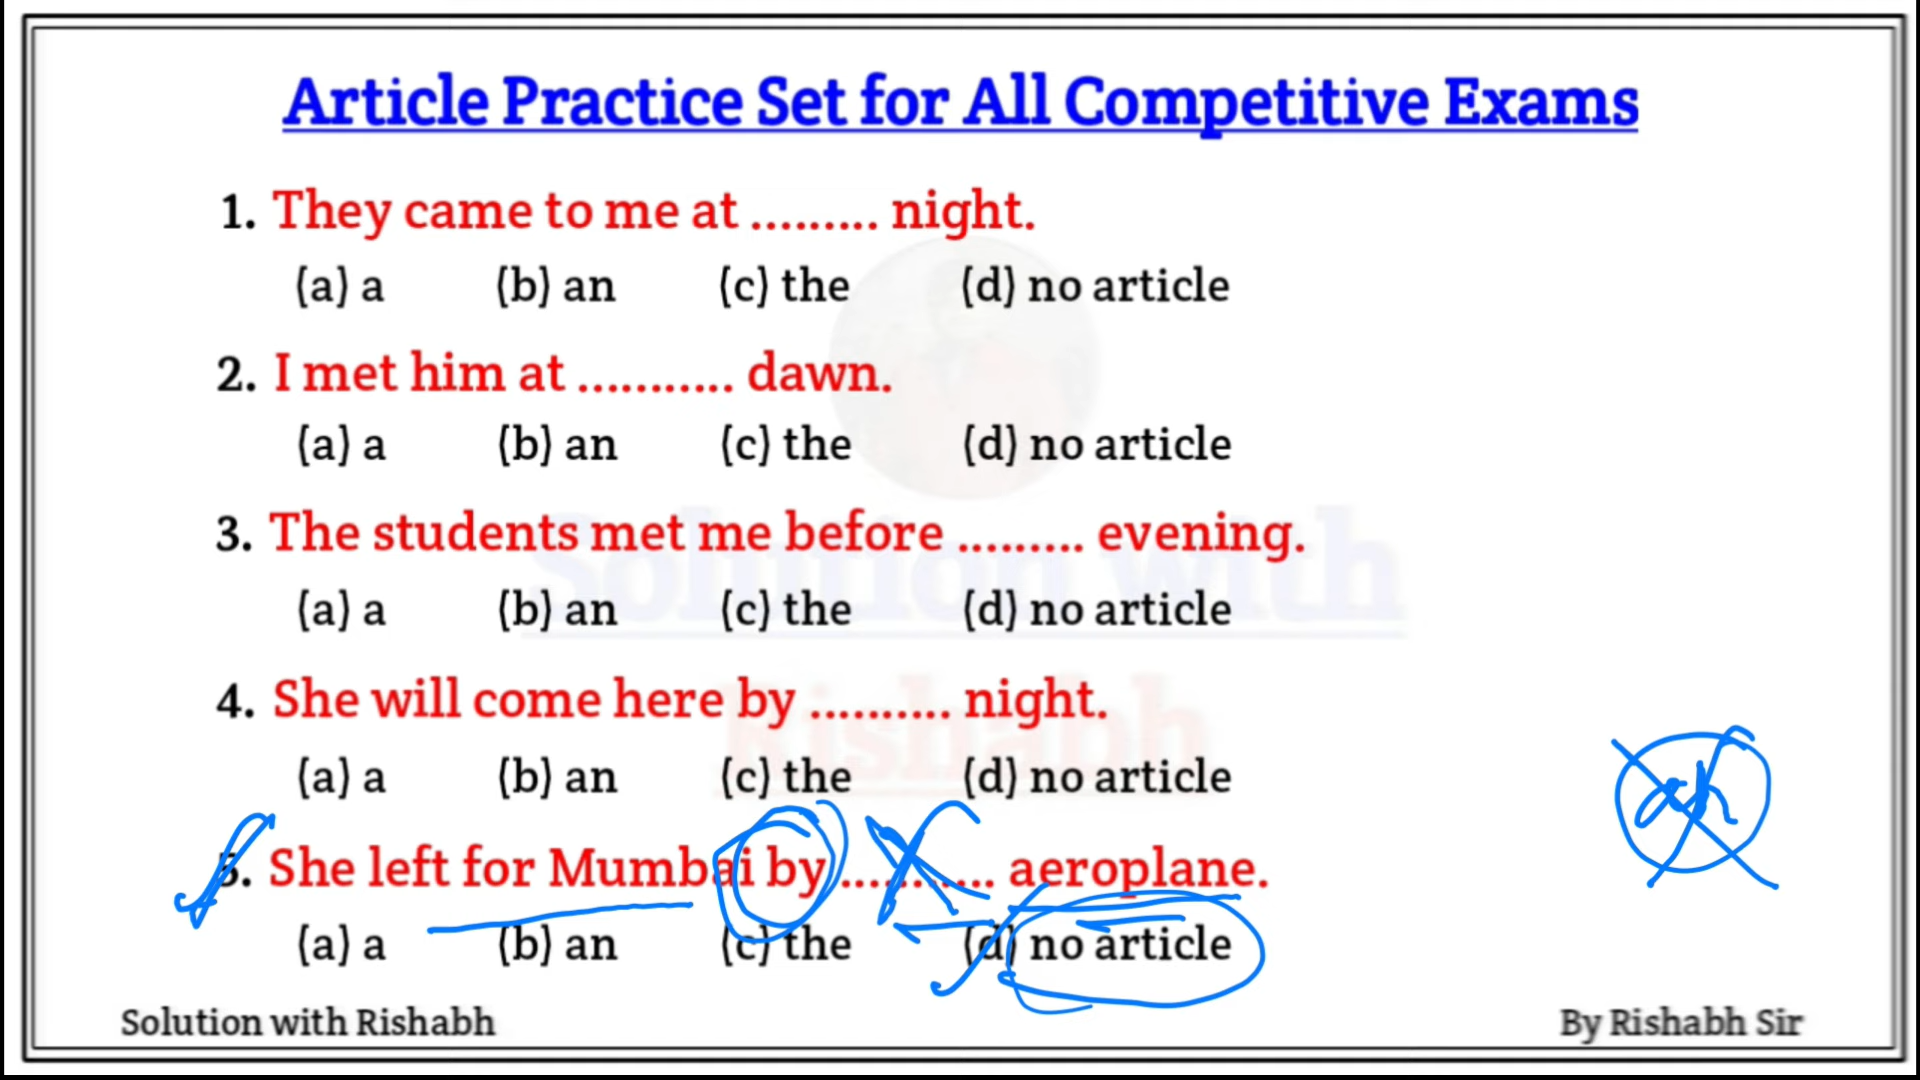 Article Practice Set for All Competitive Exams
1. They came to me at ......... night.
(a) a (b) an (c) the (d) no article
2. I met him at ........... dawn.
(a) a (b) an (c) the (d) no article
3. The students met me before ......... evening.
(a) a (b) an (c) the (d) no article
4. She will come here by .......... night.
(a) a (b) an (c) the (d) no article
5. She left for Mumbai by ........... aeroplane.
(a) a (b) an (c) the (d) no article
Solution with Rishabh
By Rishabh Sir
Solution with
Rishabh